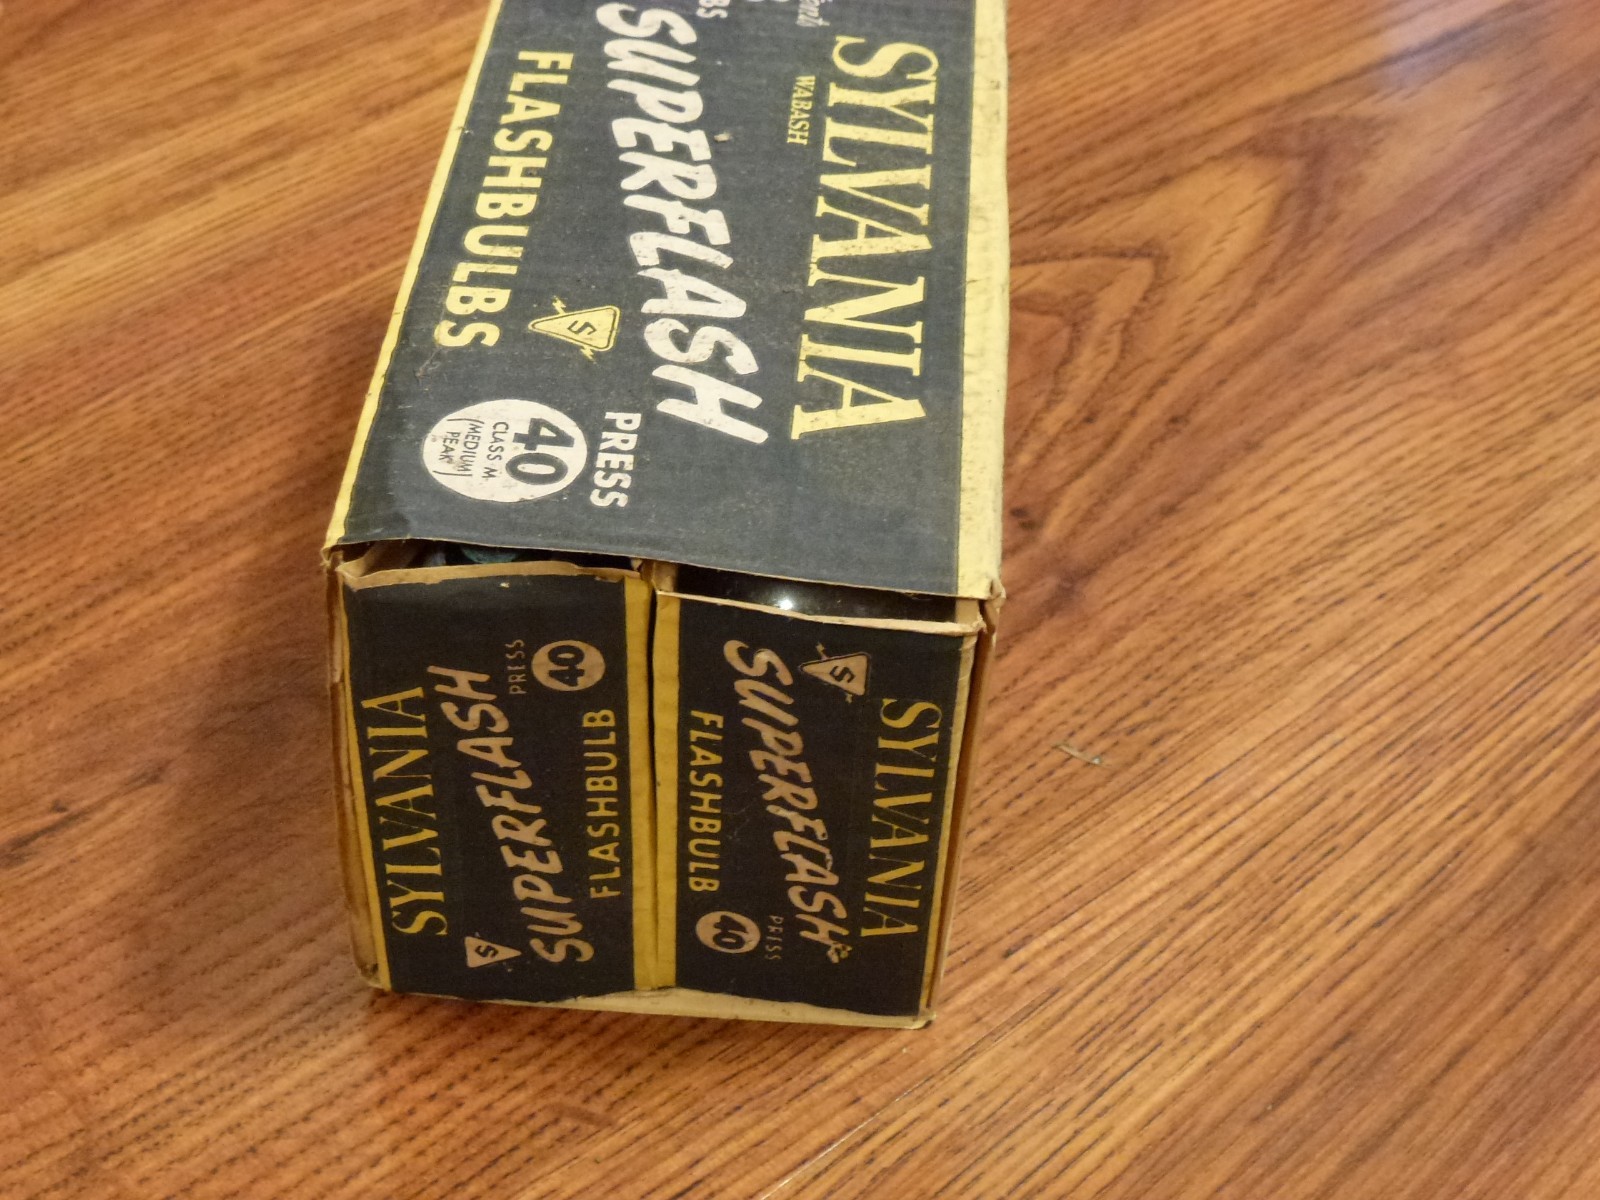 SYLVANIA
WABASH
SUPERFLASH
FLASHBULBS
S
PRESS
40
CLASS M
(MEDIUM
PEAK)
SYLVANIA
SUPERFLASH
PRESS
40
FLASHBULB
S
SYLVANIA
S
SUPERFLASH
PRESS
FLASHBULB
40